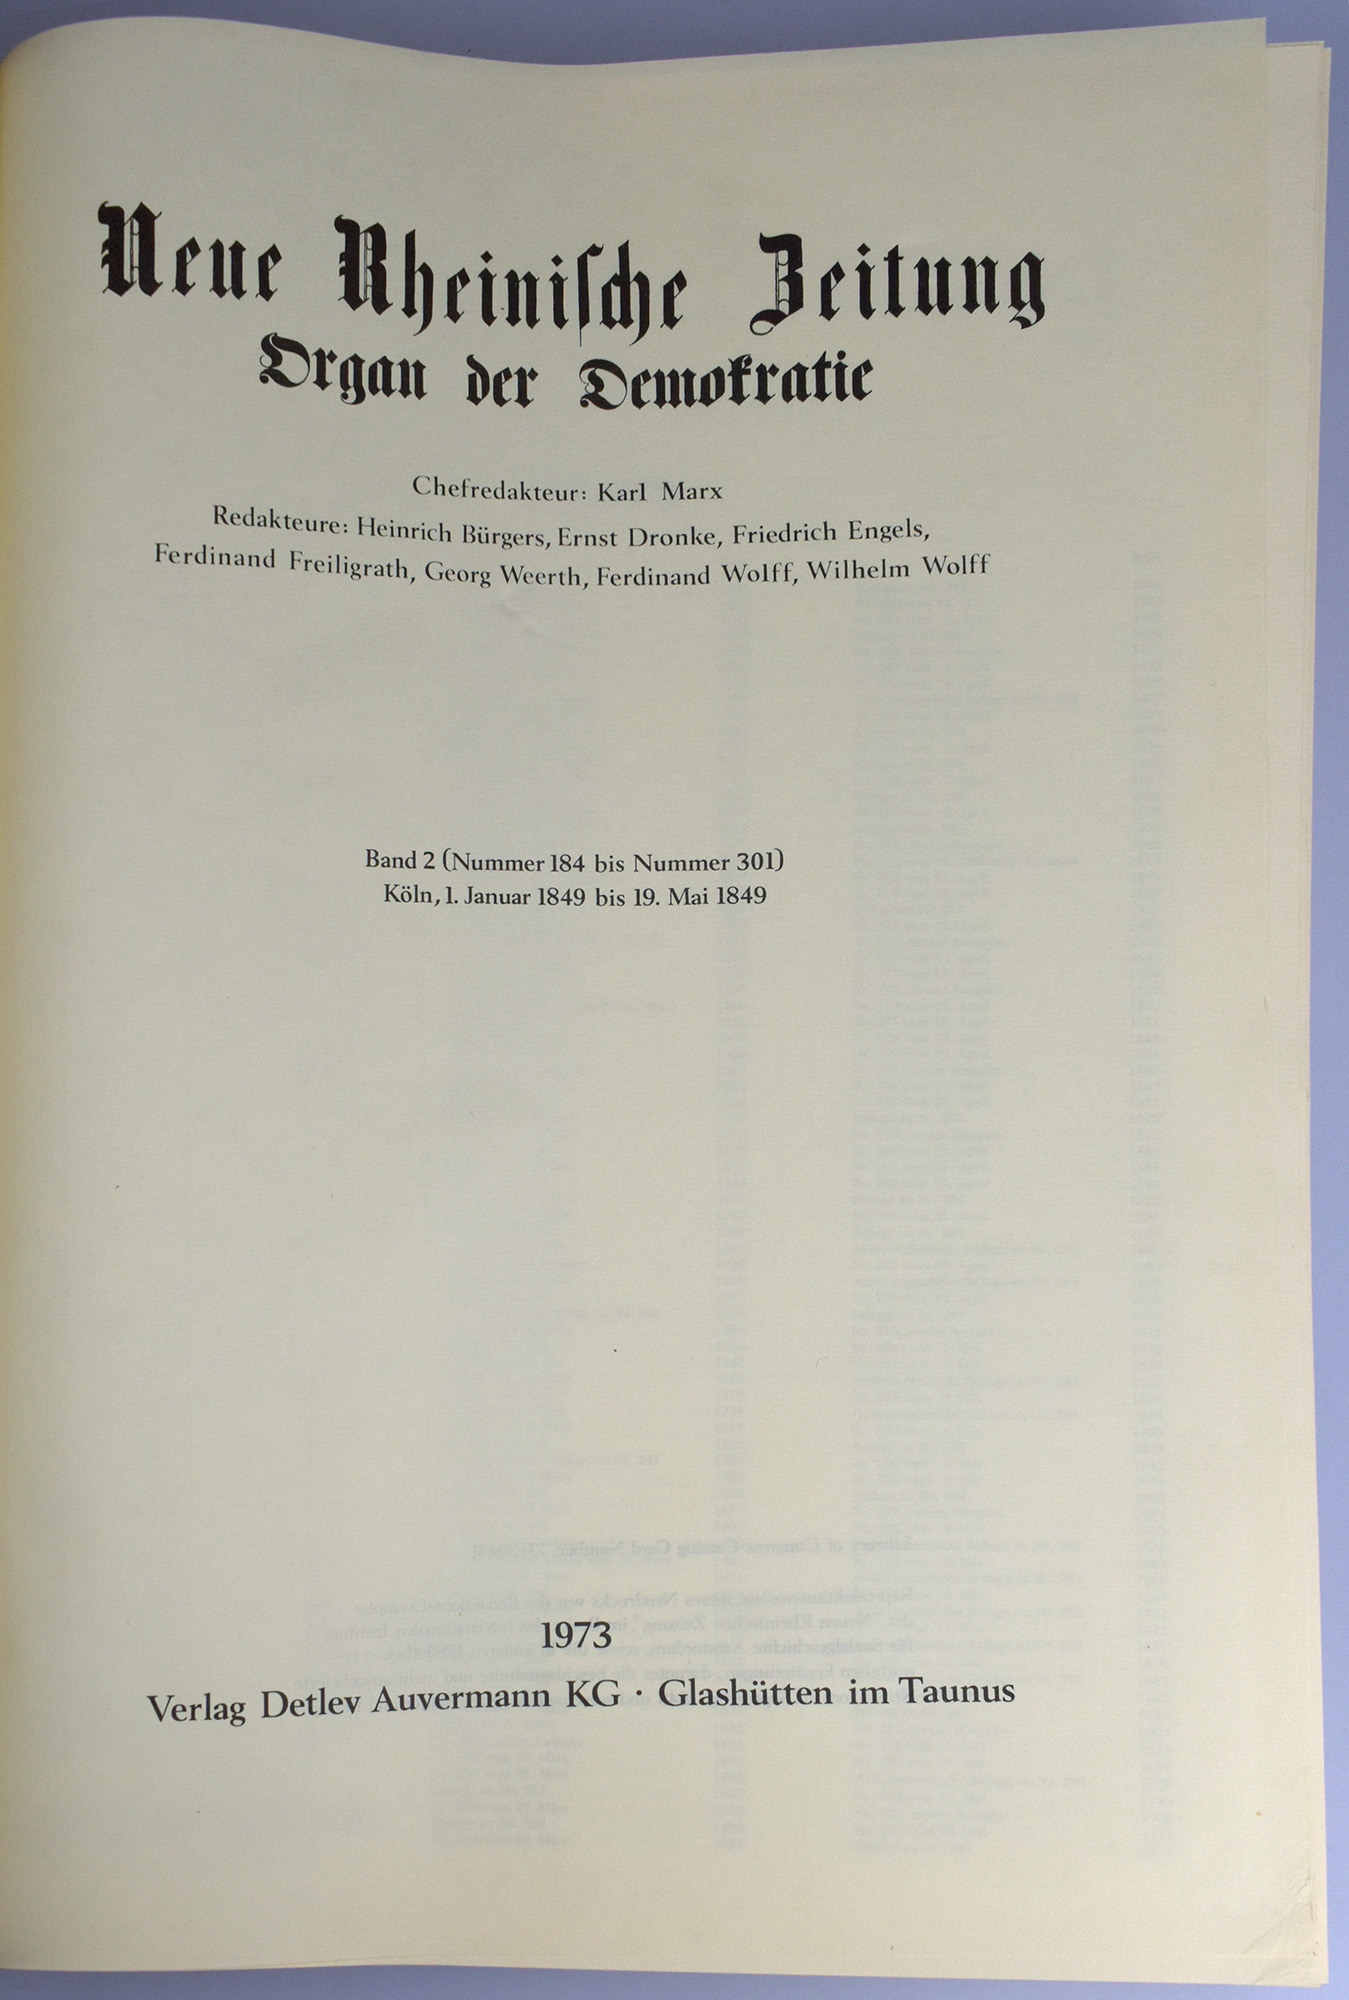 Neue Rheiniſche Zeitung
Organ der Demokratie
Chefredakteur: Karl Marx
Redakteure: Heinrich Bürgers, Ernst Dronke, Friedrich Engels,
Ferdinand Freiligrath, Georg Weerth, Ferdinand Wolff, Wilhelm Wolff
Band 2 (Nummer 184 bis Nummer 301)
Köln, 1. Januar 1849 bis 19. Mai 1849
1973
Verlag Detlev Auvermann KG · Glashütten im Taunus